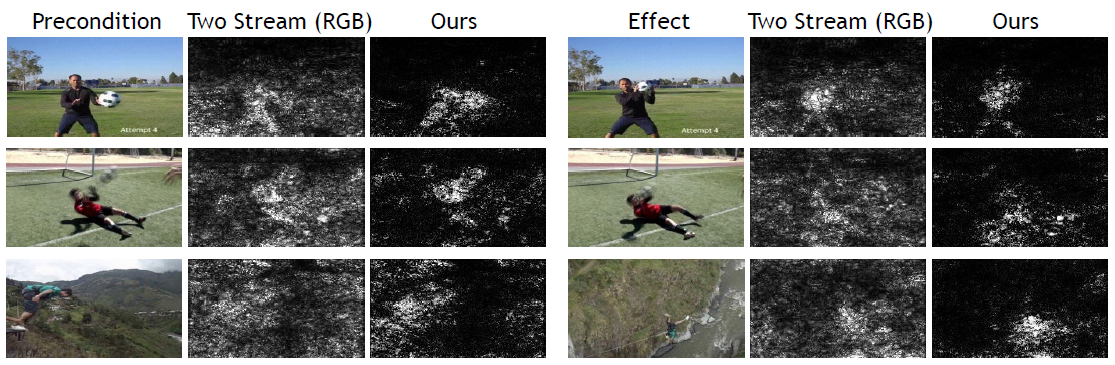 Precondition Two Stream (RGB) Ours Effect Two Stream (RGB) Ours
Attempt 4 Attempt 4